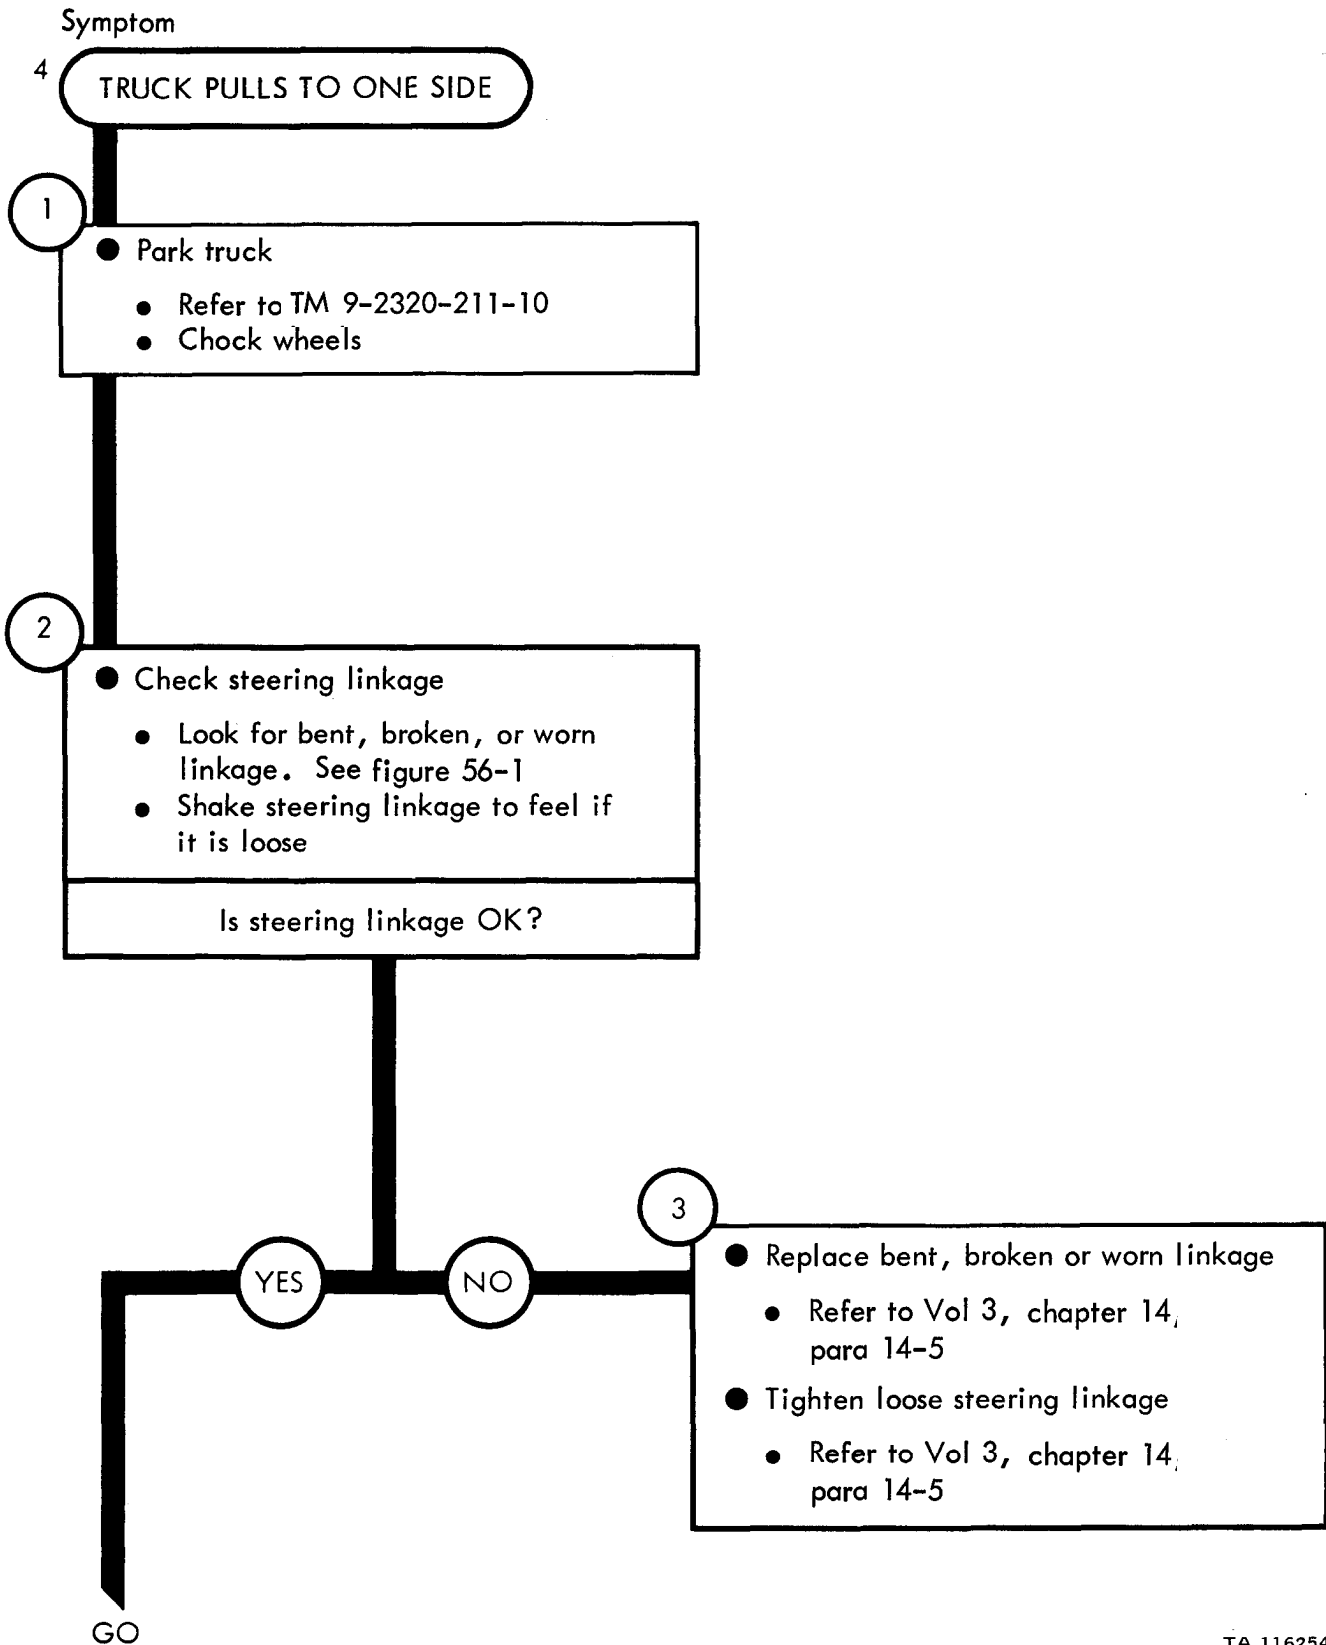 Symptom
4
TRUCK PULLS TO ONE SIDE
1
● Park truck
● Refer to TM 9-2320-211-10
● Chock wheels
2
● Check steering linkage
● Look for bent, broken, or worn
linkage. See figure 56-1
● Shake steering linkage to feel if
it is loose
Is steering linkage OK?
YES
NO
3
● Replace bent, broken or worn linkage
● Refer to Vol 3, chapter 14,
para 14-5
● Tighten loose steering linkage
● Refer to Vol 3, chapter 14,
para 14-5
GO
TA 116254